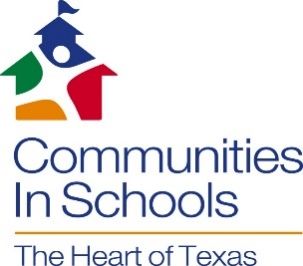 Communities
In Schools
The Heart of Texas